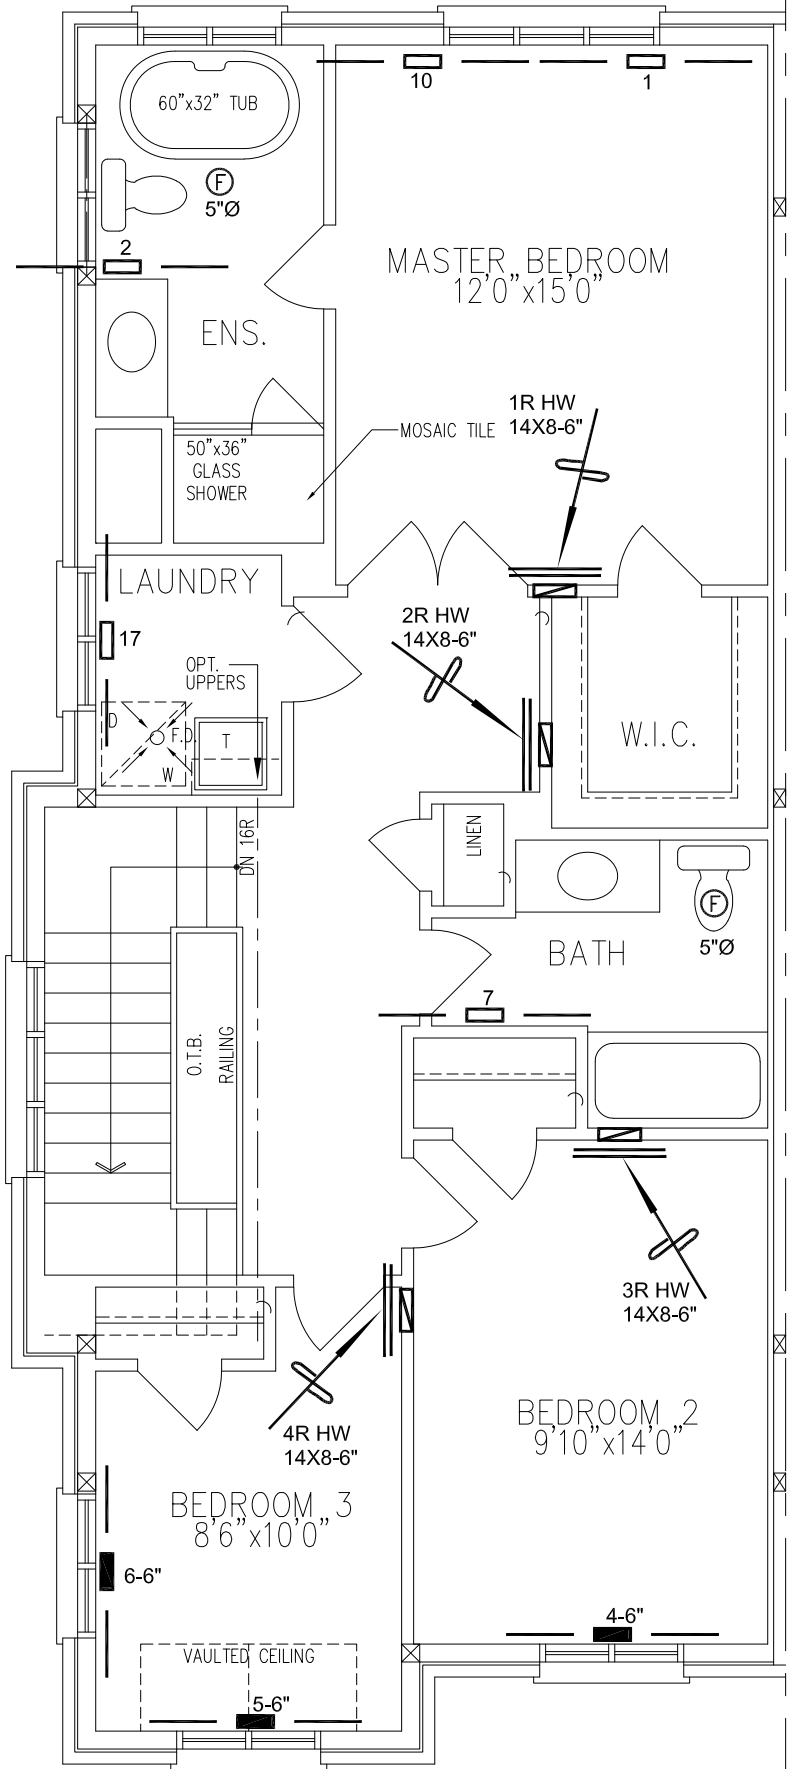 10
1
60"x32" TUB
F
5"Ø
2
MASTER BEDROOM
12'0"x15'0"
ENS.
1R HW
14X8-6"
MOSAIC TILE
50"x36"
GLASS
SHOWER
LAUNDRY
2R HW
14X8-6"
17
OPT.
UPPERS
D
F.D.
T
W
W.I.C.
DN 16R
LINEN
F
5"Ø
BATH
7
O.T.B.
RAILING
3R HW
14X8-6"
4R HW
14X8-6"
BEDROOM 2
9'10"x14'0"
BEDROOM 3
8'6"x10'0"
6-6"
4-6"
VAULTED CEILING
5-6"